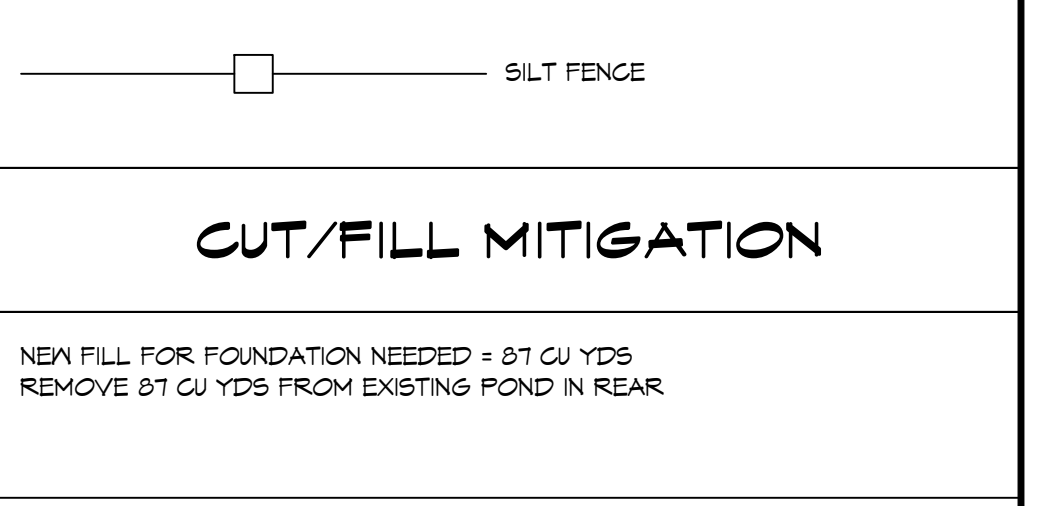 SILT FENCE
CUT/FILL MITIGATION
NEW FILL FOR FOUNDATION NEEDED = 87 CU YDS
REMOVE 87 CU YDS FROM EXISTING POND IN REAR